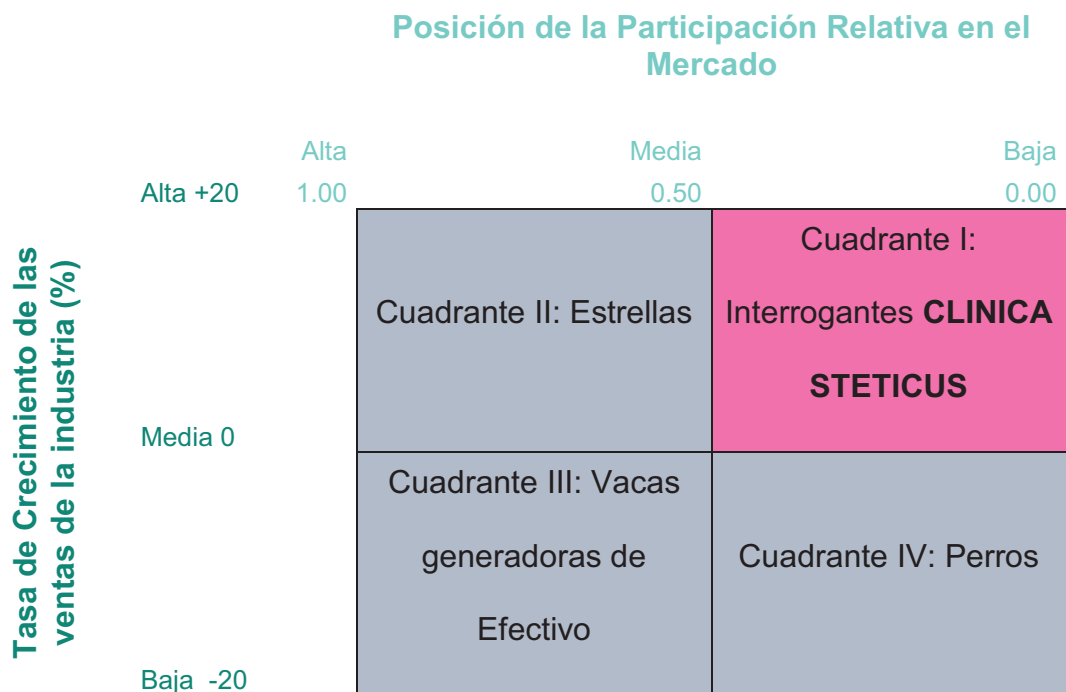 Posición de la Participación Relativa en el
Mercado
Alta
Media
Baja
Alta +20
1.00
0.50
0.00
Tasa de Crecimiento de las
ventas de la industria (%)
Cuadrante II: Estrellas
Cuadrante I:
Interrogantes CLINICA
STETICUS
Media 0
Cuadrante III: Vacas
generadoras de
Efectivo
Cuadrante IV: Perros
Baja -20